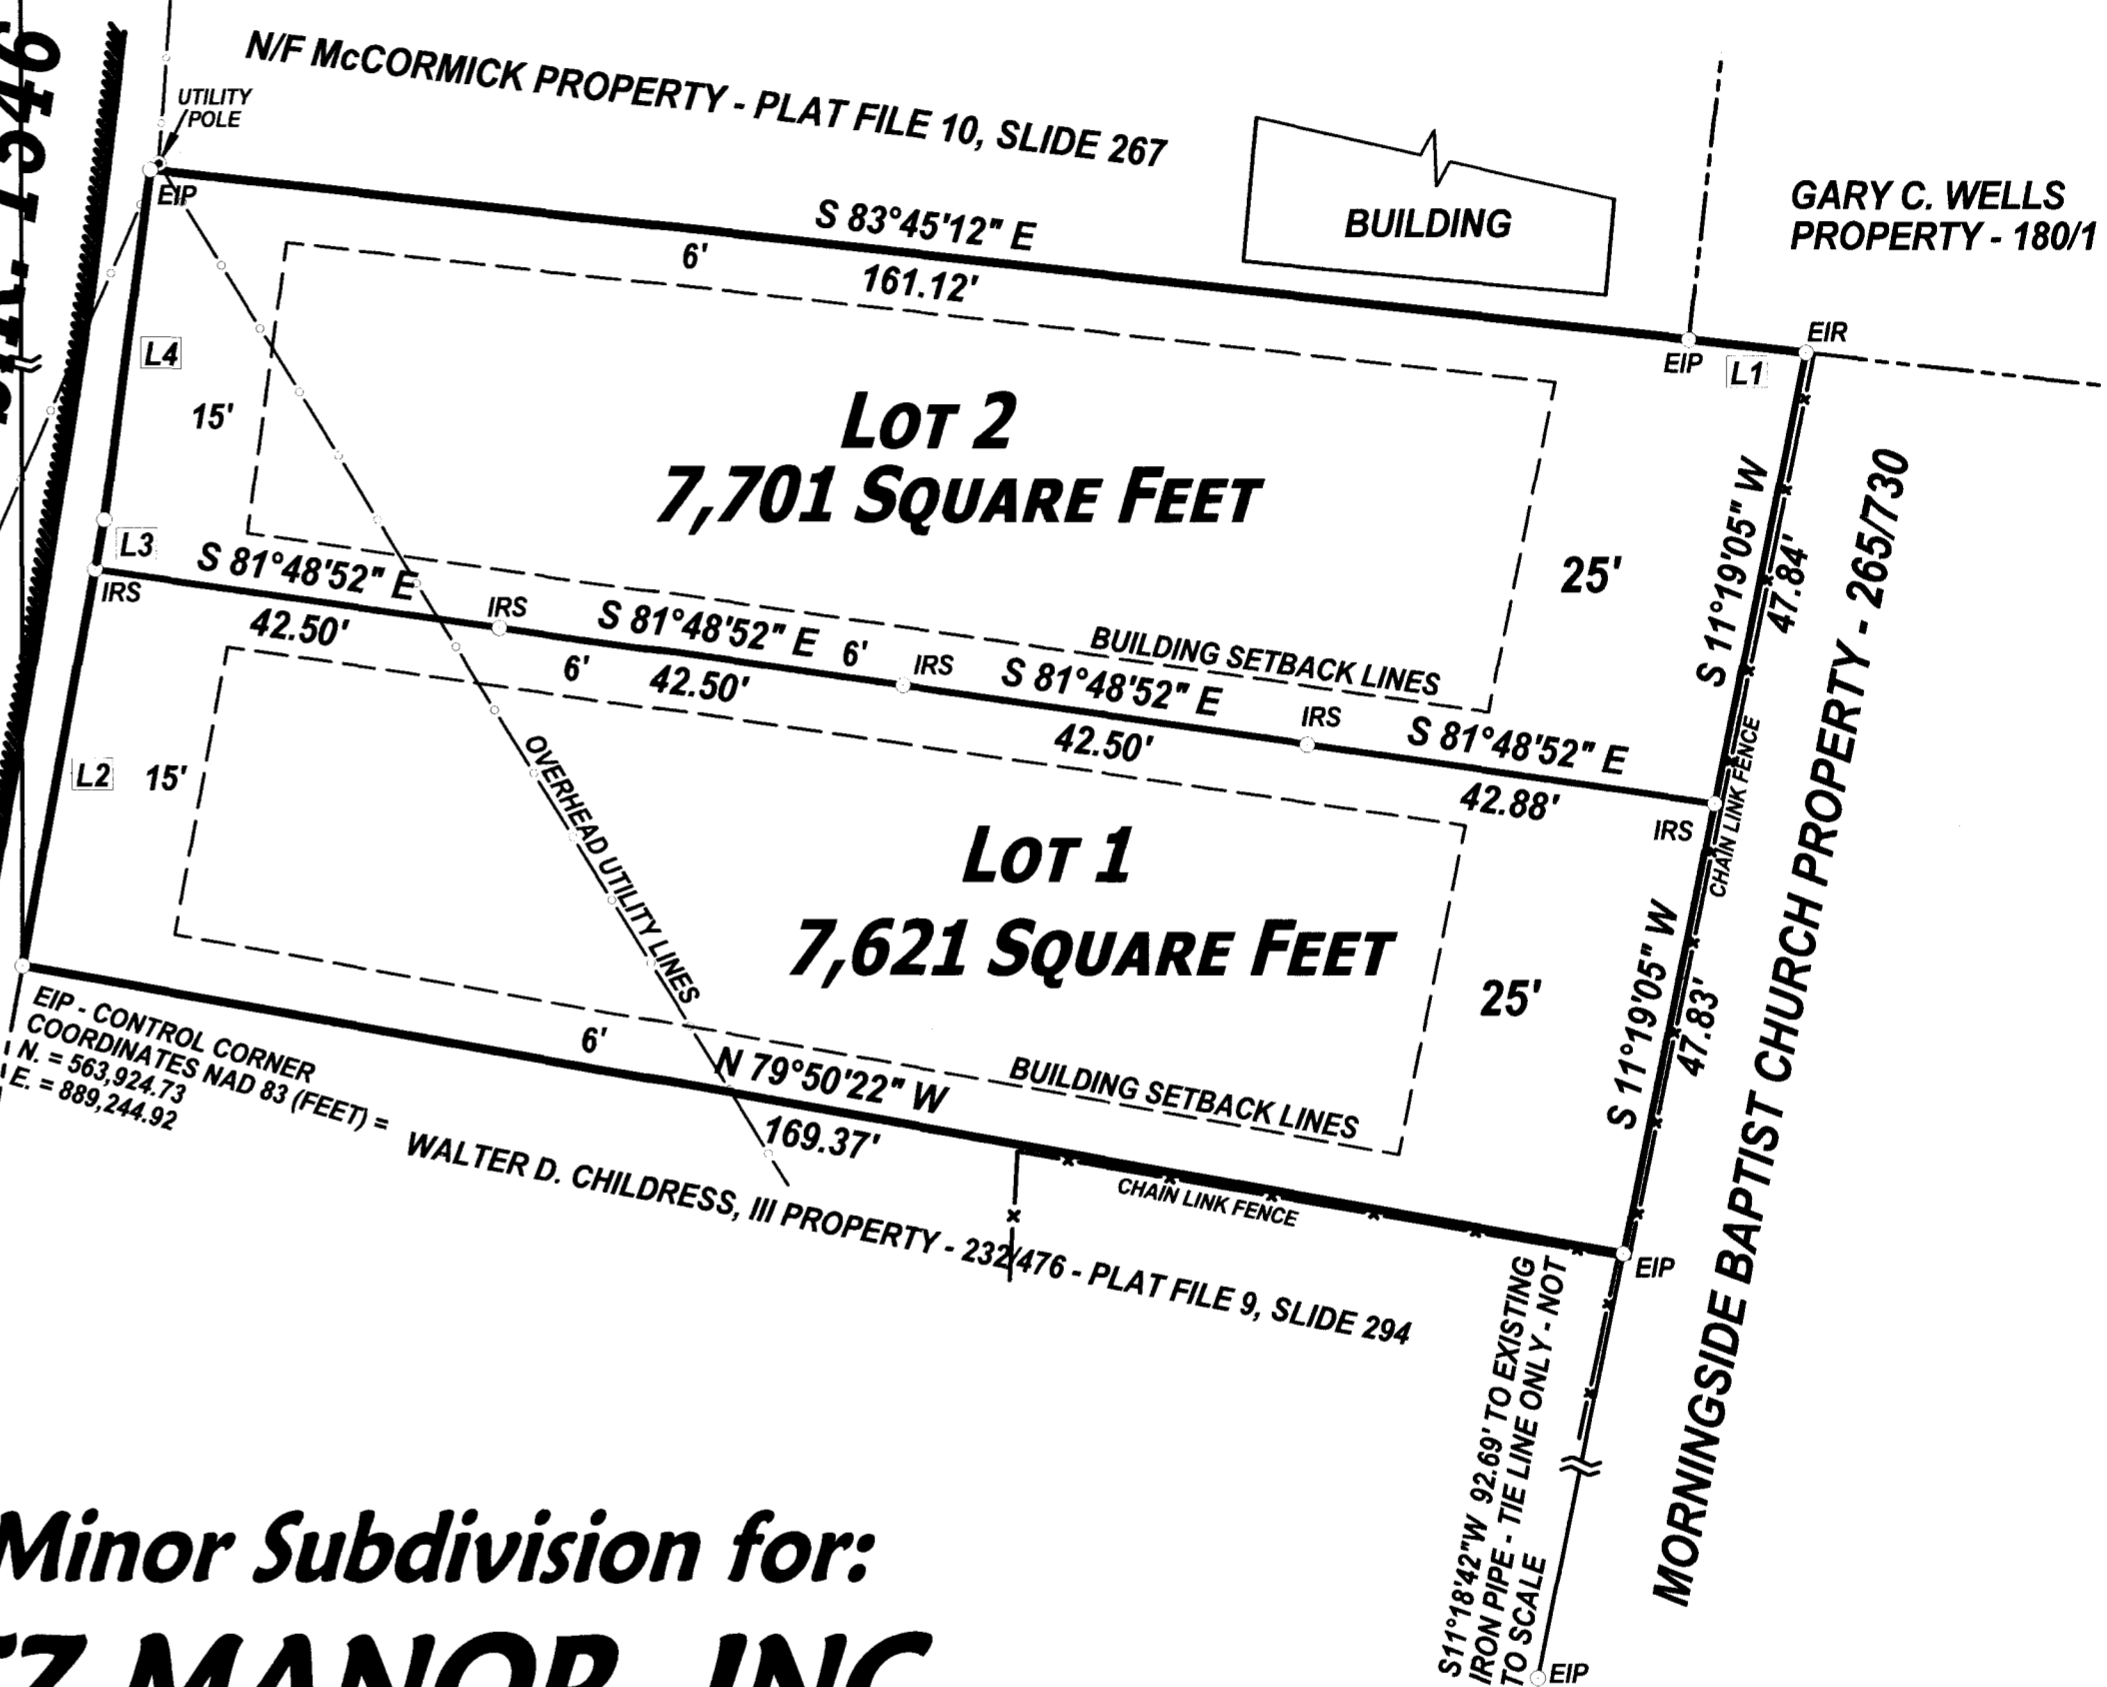 N/F McCORMICK PROPERTY - PLAT FILE 10, SLIDE 267
UTILITY
POLE
EIP
S 83°45'12" E
161.12'
6'
BUILDING
GARY C. WELLS
PROPERTY - 180/1
EIP
L1
EIR
L4
15'
LOT 2
7,701 SQUARE FEET
25'
S 11°19'05" W
47.84'
L3
IRS
S 81°48'52" E
42.50'
IRS
S 81°48'52" E
42.50'
6'
6'
IRS
BUILDING SETBACK LINES
S 81°48'52" E
42.50'
IRS
S 81°48'52" E
42.88'
IRS
CHAIN LINK FENCE
MORNINGSIDE BAPTIST CHURCH PROPERTY - 265/730
L2
15'
OVERHEAD UTILITY LINES
LOT 1
7,621 SQUARE FEET
25'
S 11°19'05" W
47.83'
EIP - CONTROL CORNER
COORDINATES NAD 83 (FEET) =
N. = 563,924.73
E. = 889,244.92
6'
N 79°50'22" W
169.37'
BUILDING SETBACK LINES
CHAIN LINK FENCE
EIP
WALTER D. CHILDRESS, III PROPERTY - 232/476 - PLAT FILE 9, SLIDE 294
S11°18'42"W 92.69' TO EXISTING
IRON PIPE - TIE LINE ONLY - NOT
TO SCALE
EIP
Minor Subdivision for:
MANOR, INC